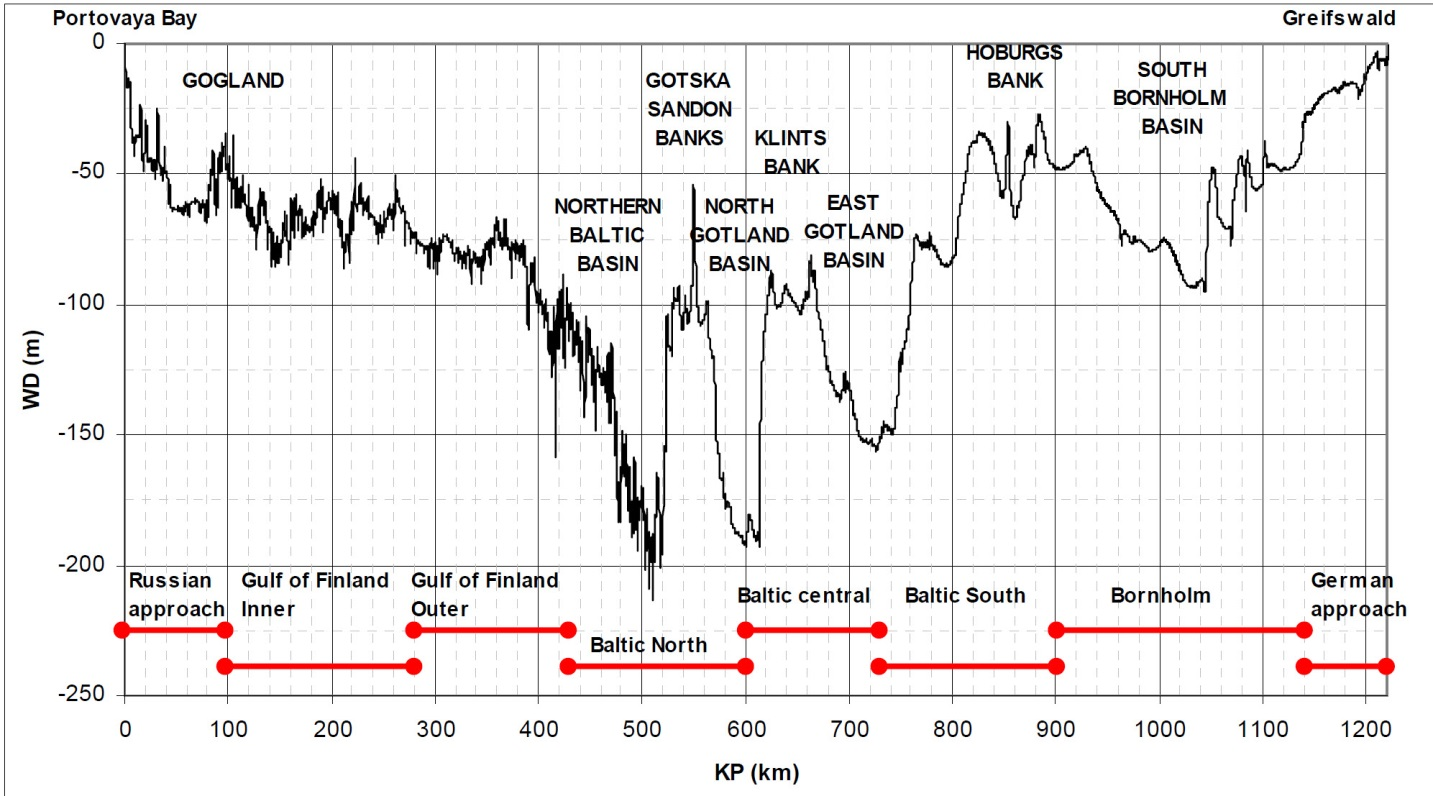 Portovaya Bay
Greifswald
GOGLAND
GOTSKA
SANDON
BANKS
HOBURGS
BANK
SOUTH
BORNHOLM
BASIN
KLINTS
BANK
NORTHERN
BALTIC
BASIN
NORTH
GOTLAND
BASIN
EAST
GOTLAND
BASIN
0
-50
-100
-150
-200
-250
WD (m)
Russian
approach
Gulf of Finland
Inner
Gulf of Finland
Outer
Baltic North
Baltic central
Baltic South
Bornholm
German
approach
0 100 200 300 400 500 600 700 800 900 1000 1100 1200
KP (km)